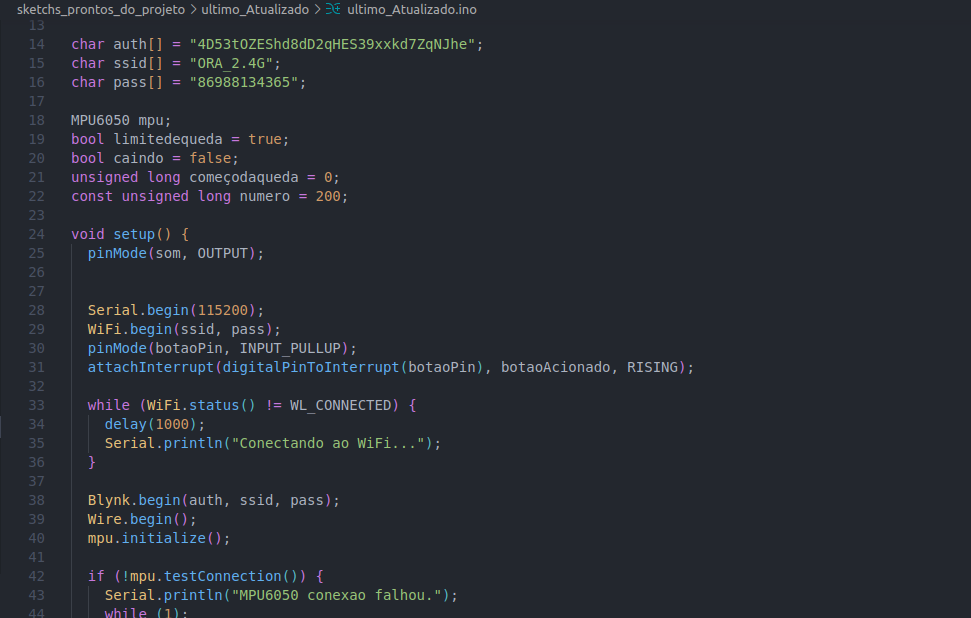 sketchs_prontos_do_projeto > ultimo_Atualizado > ultimo_Atualizado.ino
13
14 char auth[] = "4D53tOZEShd8dD2qHES39xxkd7ZqNJhe";
15 char ssid[] = "ORA_2.4G";
16 char pass[] = "86988134365";
17
18 MPU6050 mpu;
19 bool limitedequeda = true;
20 bool caindo = false;
21 unsigned long começodaqueda = 0;
22 const unsigned long numero = 200;
23
24 void setup() {
25 pinMode(som, OUTPUT);
26
27
28 Serial.begin(115200);
29 WiFi.begin(ssid, pass);
30 pinMode(botaoPin, INPUT_PULLUP);
31 attachInterrupt(digitalPinToInterrupt(botaoPin), botaoAcionado, RISING);
32
33 while (WiFi.status() != WL_CONNECTED) {
34 delay(1000);
35 Serial.println("Conectando ao WiFi...");
36 }
37
38 Blynk.begin(auth, ssid, pass);
39 Wire.begin();
40 mpu.initialize();
41
42 if (!mpu.testConnection()) {
43 Serial.println("MPU6050 conexao falhou.");
44 while (1);